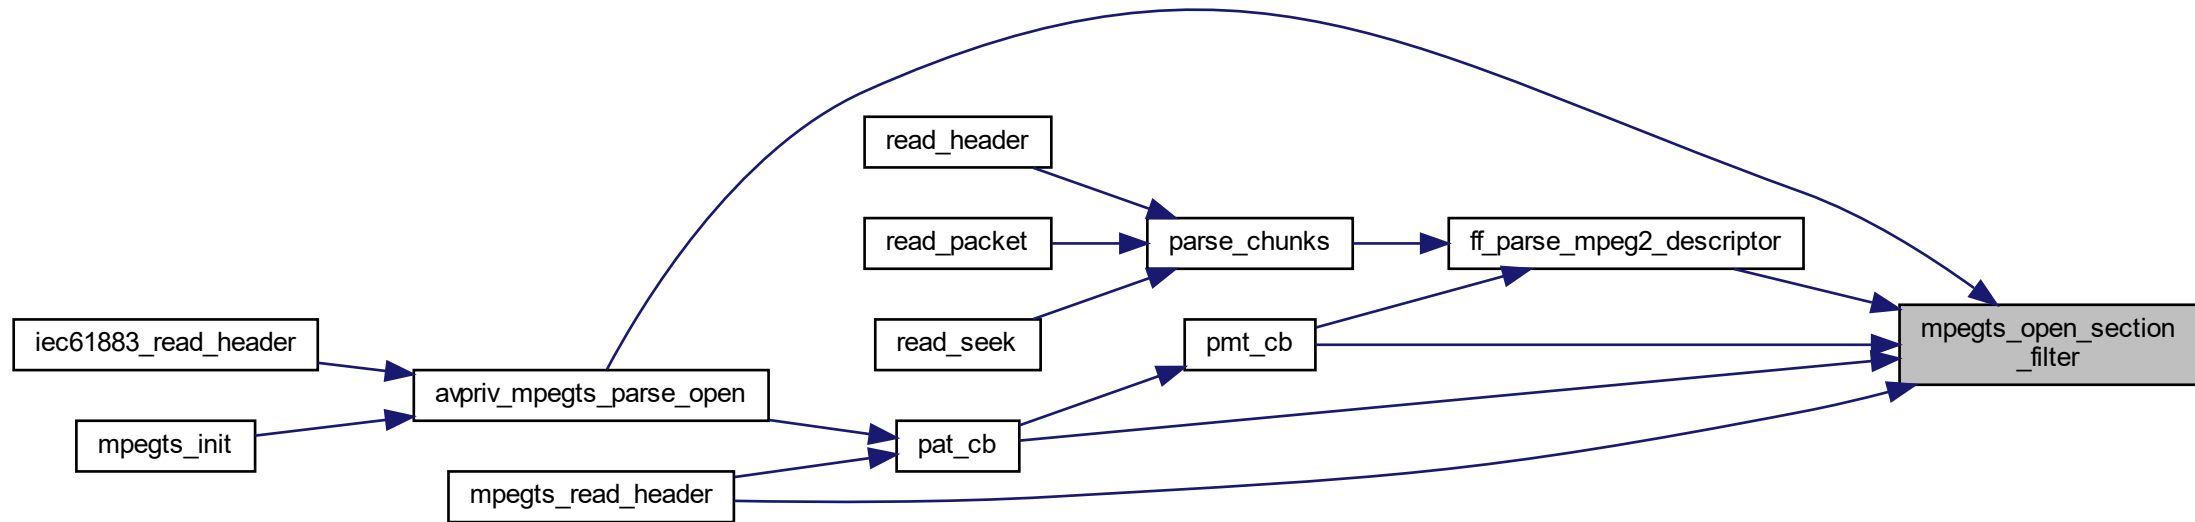 read_header
read_packet
parse_chunks
ff_parse_mpeg2_descriptor
iec61883_read_header
read_seek
pmt_cb
mpegts_open_section
_filter
avpriv_mpegts_parse_open
mpegts_init
pat_cb
mpegts_read_header